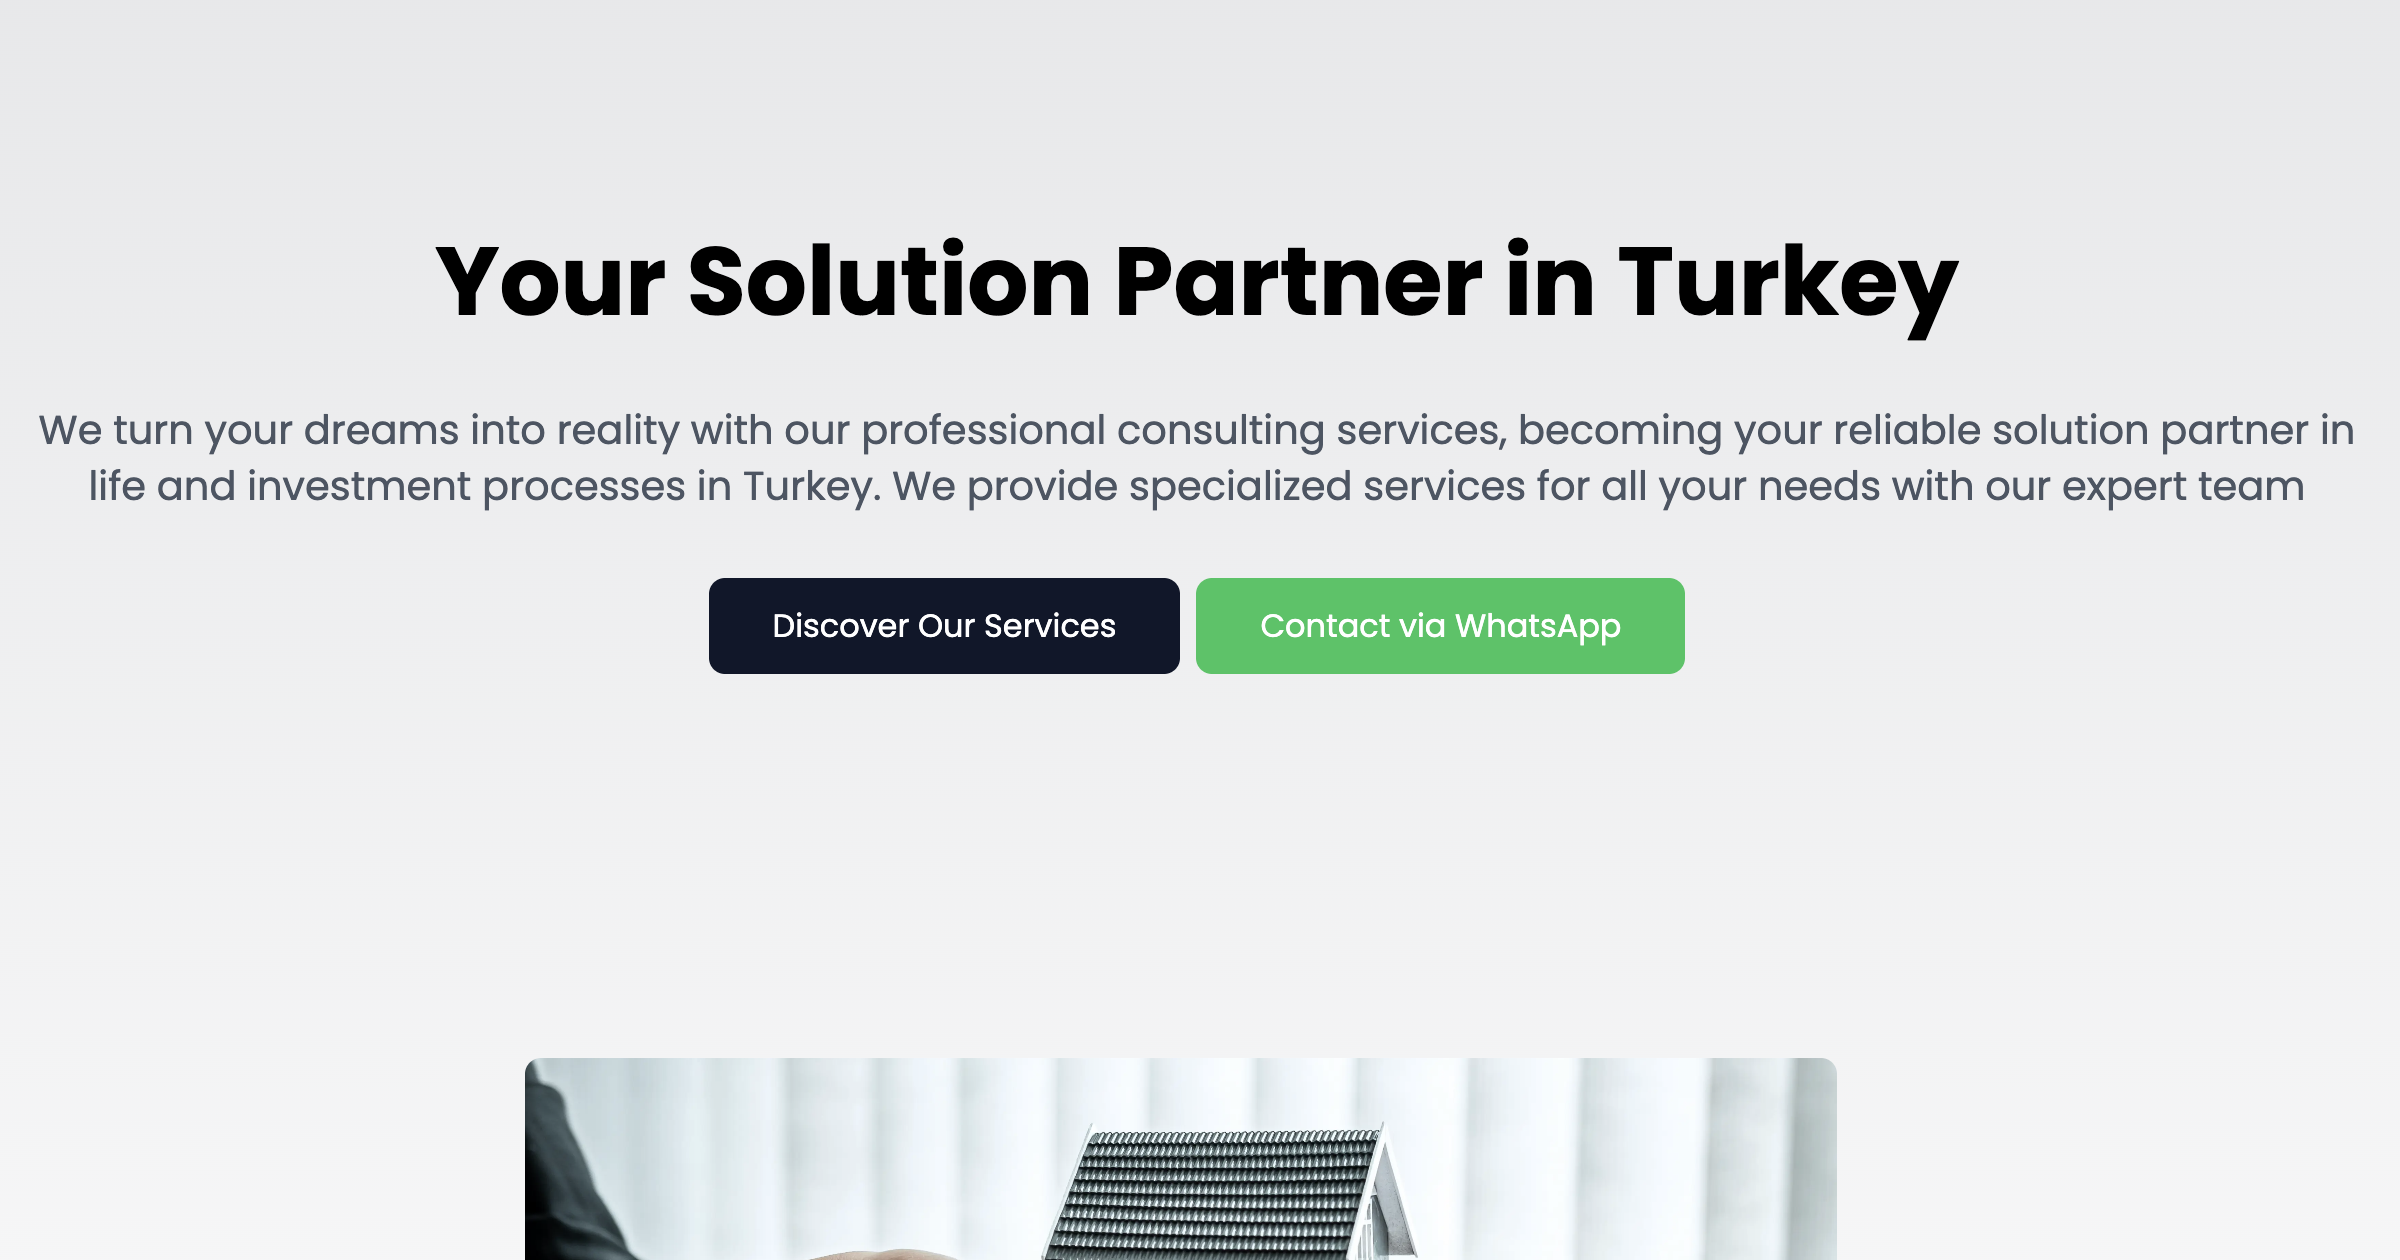 Your Solution Partner in Turkey
We turn your dreams into reality with our professional consulting services, becoming your reliable solution partner in
life and investment processes in Turkey. We provide specialized services for all your needs with our expert team
Discover Our Services
Contact via WhatsApp